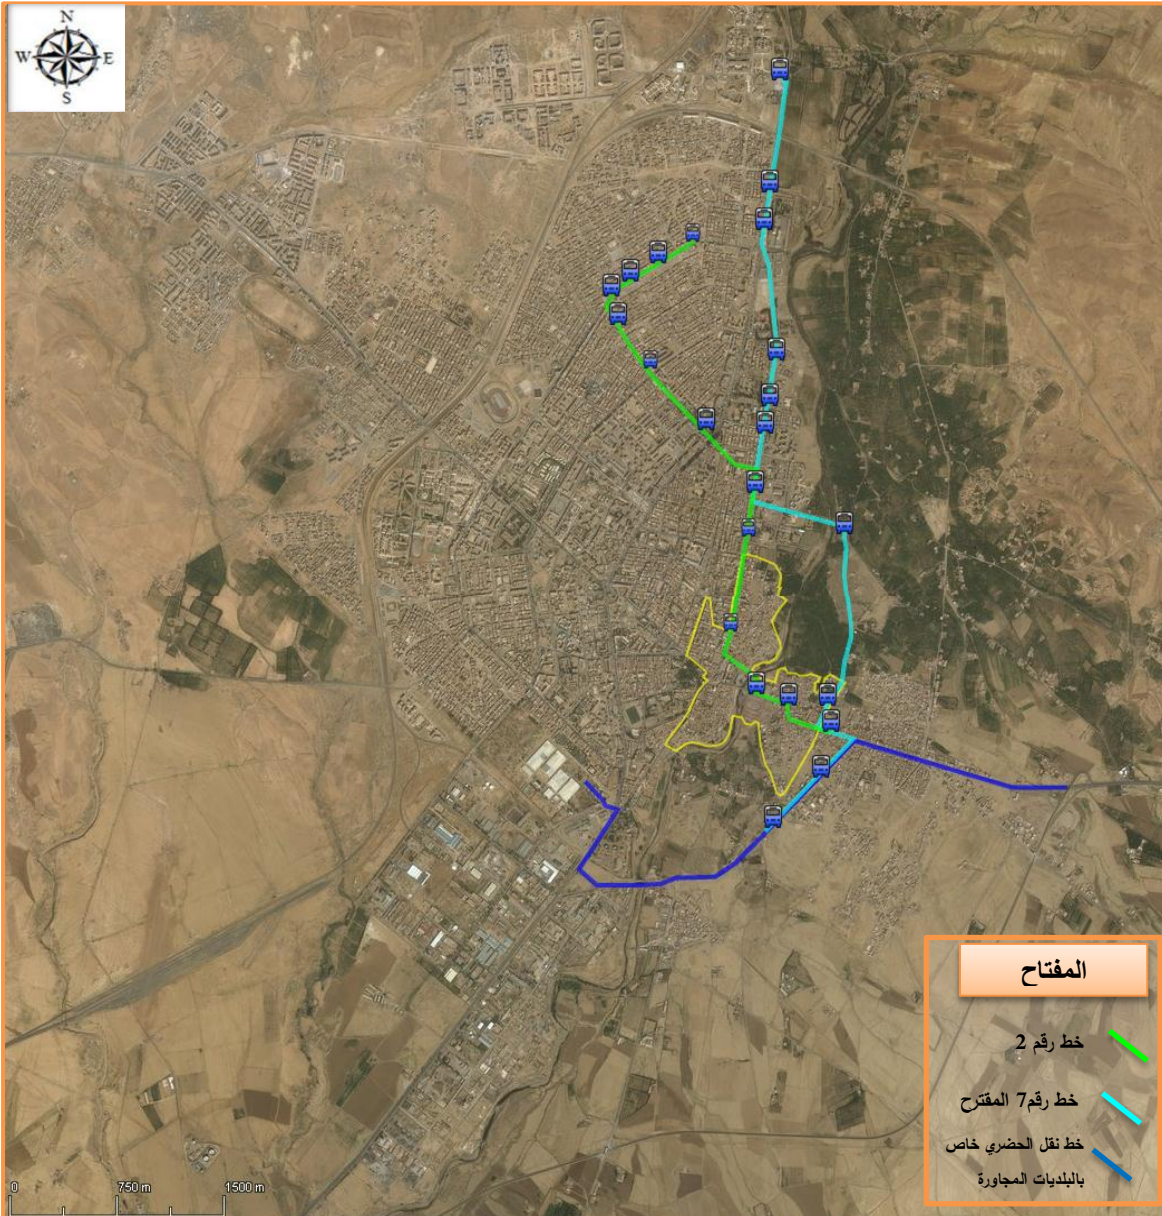 N
W E
S
المفتاح
خط رقم 2
خط رقم7 المقترح
خط نقل الحضري خاص
بالبلديات المجاورة
0 750 m 1500 m